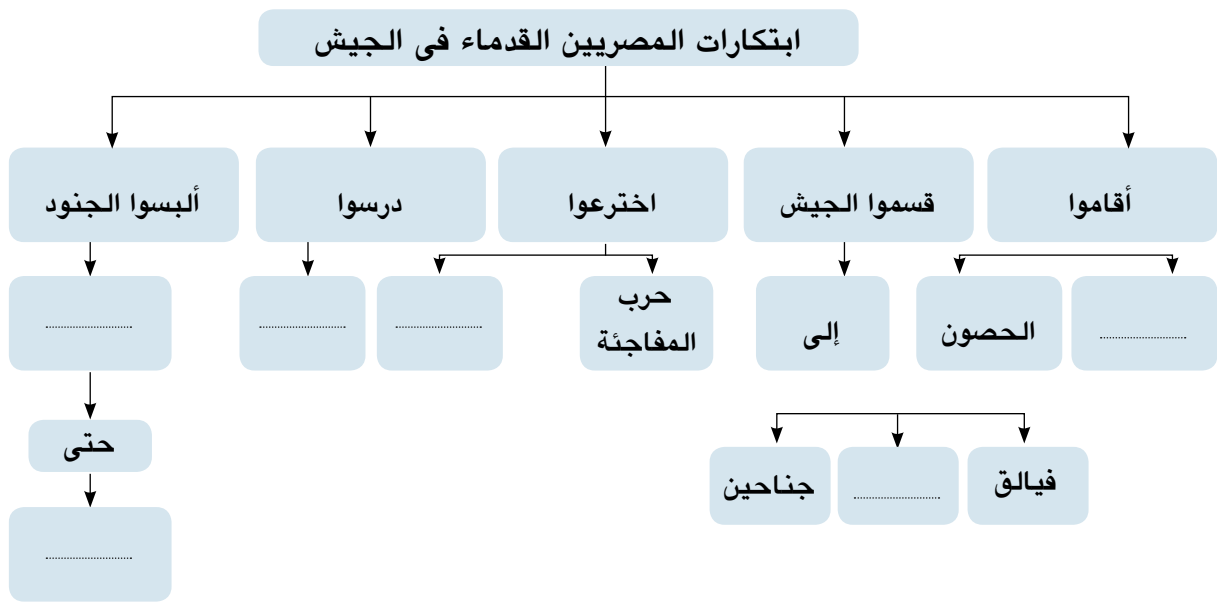 ابتكارات المصريين القدماء فى الجيش
أقاموا
قسموا الجيش
اخترعوا
درسوا
ألبسوا الجنود
....................
الحصون
إلى
حرب
المفاجئة
....................
....................
....................
فيالق
....................
جناحين
حتى
....................